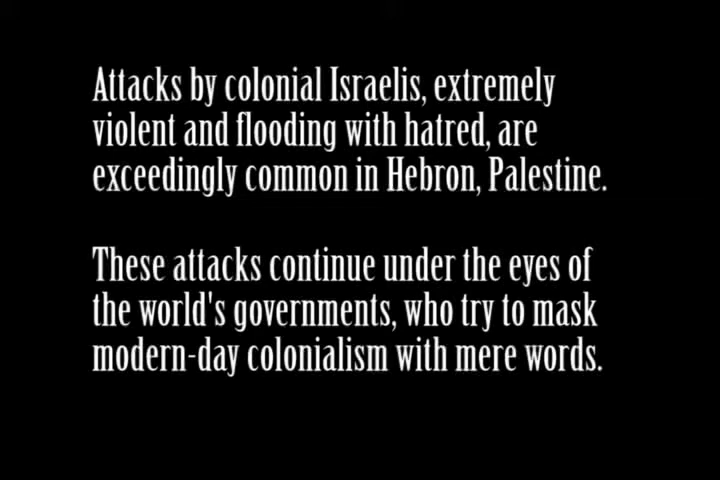 Attacks by colonial Israelis, extremely
violent and flooding with hatred, are
exceedingly common in Hebron, Palestine.
These attacks continue under the eyes of
the world's governments, who try to mask
modern-day colonialism with mere words.